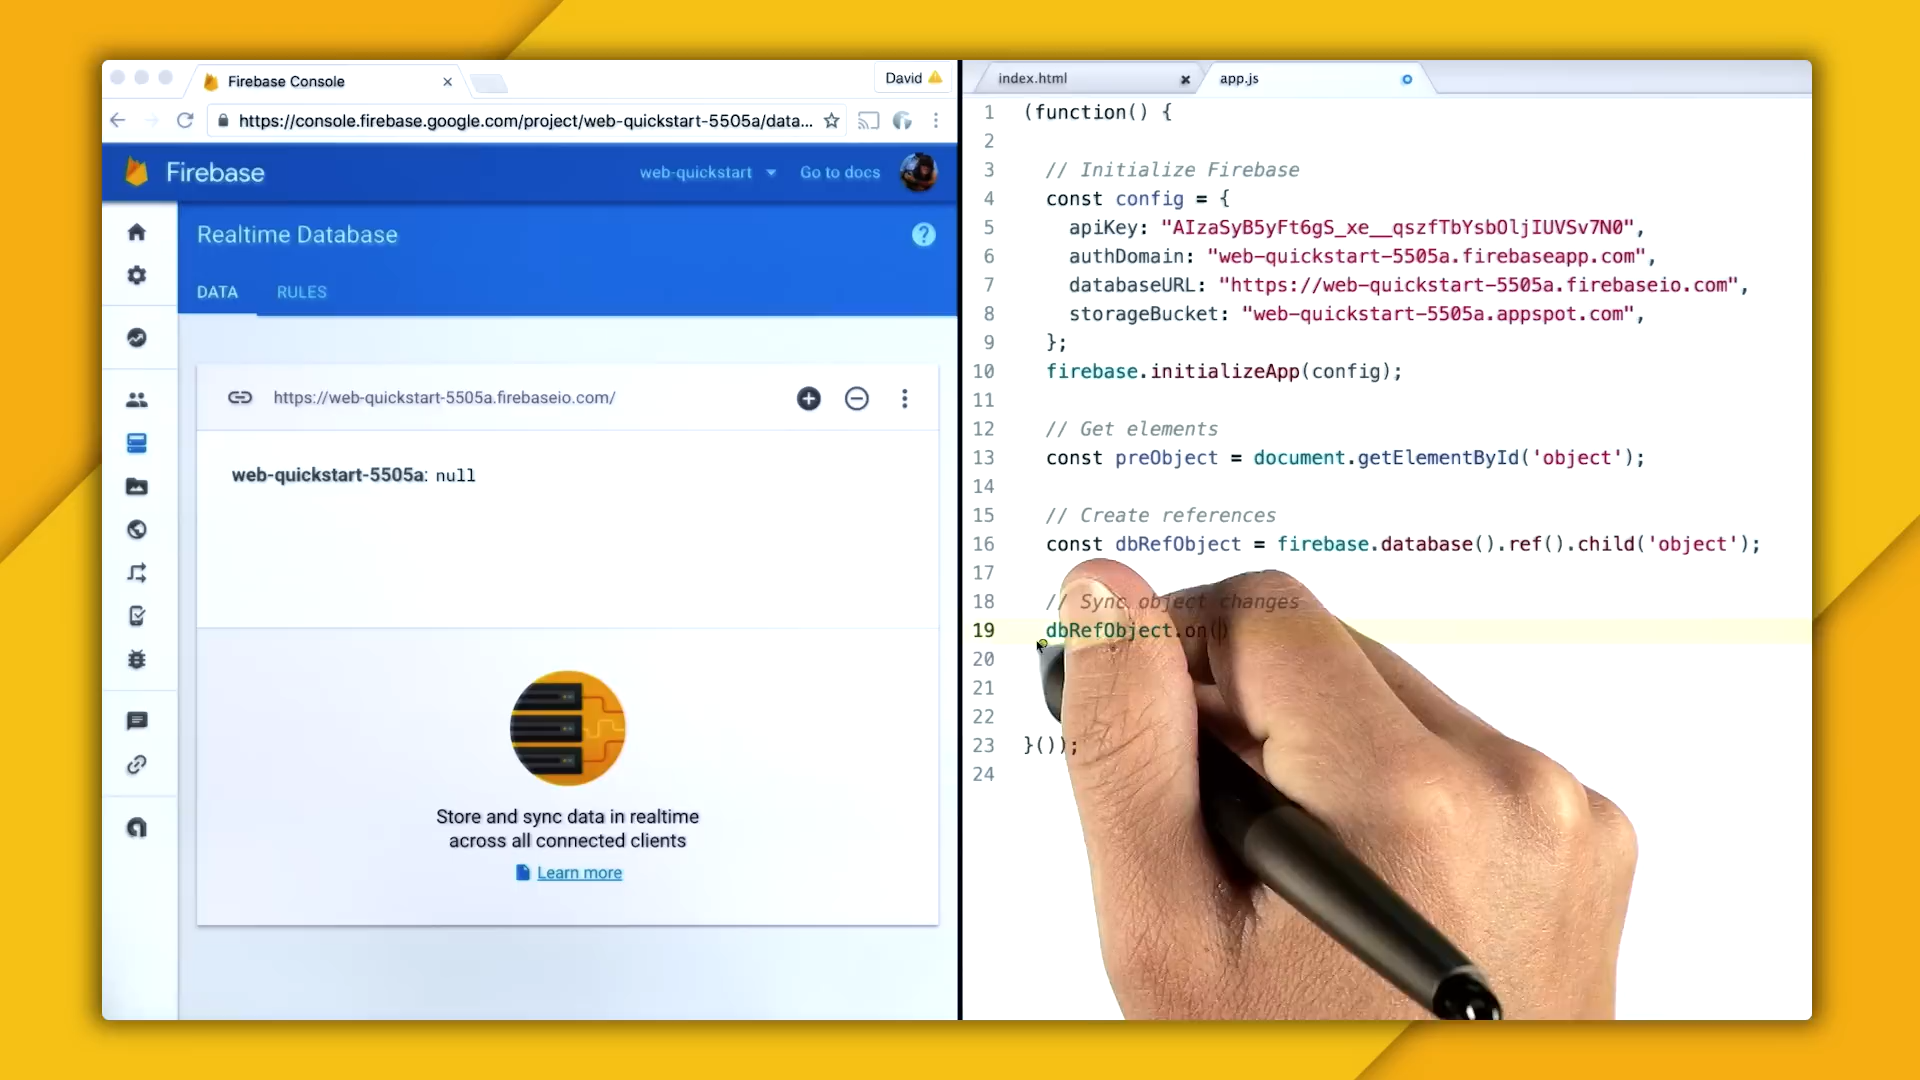 Firebase Console
David
https://console.firebase.google.com/project/web-quickstart-5505a/data...
Firebase
web-quickstart
Go to docs
Realtime Database
?
DATA
RULES
https://web-quickstart-5505a.firebaseio.com/
web-quickstart-5505a: null
Store and sync data in realtime
across all connected clients
Learn more
index.html
app.js
1 (function() {
2
3 // Initialize Firebase
4 const config = {
5 apiKey: "AIzaSyB5yFt6gS_xe__qszfTbYsbOljIUVSv7N0",
6 authDomain: "web-quickstart-5505a.firebaseapp.com",
7 databaseURL: "https://web-quickstart-5505a.firebaseio.com",
8 storageBucket: "web-quickstart-5505a.appspot.com",
9 };
10 firebase.initializeApp(config);
11
12 // Get elements
13 const preObject = document.getElementById('object');
14
15 // Create references
16 const dbRefObject = firebase.database().ref().child('object');
17
18 // Sync object changes
19 dbRefObject.on()
20
21
22
23 }());
24